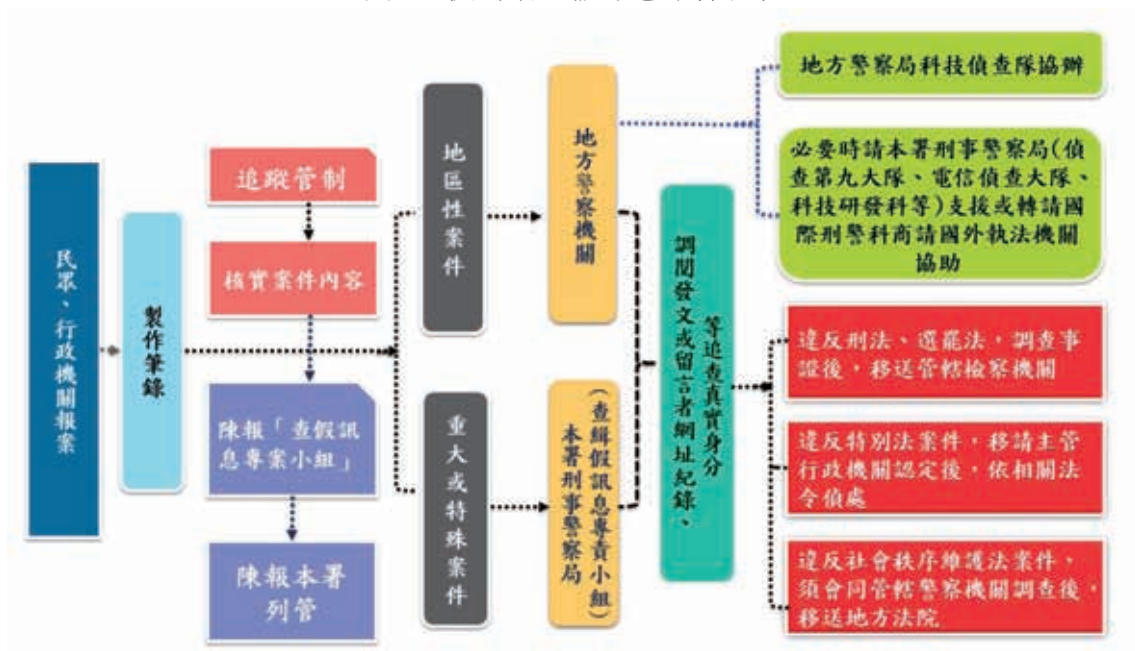 民眾、行政機關報案
製作筆錄
追蹤管制
核實案件內容
陳報「查假訊
息專案小組」
陳報本署
列管
地區性案件
重大或特殊案件
地方警察機關
本署刑事警察局
(查緝假訊息專責小組)
調閱發文或留言者網址紀錄、
等追查真實身分
地方警察局科技偵查隊協辦
必要時請本署刑事警察局(偵
查第九大隊、電信偵查大隊、
科技研發科等)支援或轉請國
際刑警科商請國外執法機關
協助
違反刑法、選罷法，調查事
證後，移送管轄檢察機關
違反特別法案件，移請主管
行政機關認定後，依相關法
令偵處
違反社會秩序維護法案件，
須會同管轄警察機關調查後，
移送地方法院